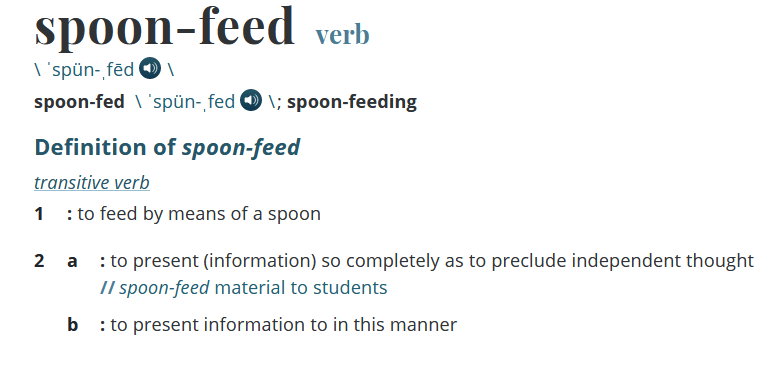 spoon-feed verb
\ ˈspün-ˌfēd \
spoon-fed \ ˈspün-ˌfed \; spoon-feeding
Definition of spoon-feed
transitive verb
1 : to feed by means of a spoon
2 a : to present (information) so completely as to preclude independent thought
// spoon-feed material to students
b : to present information to in this manner